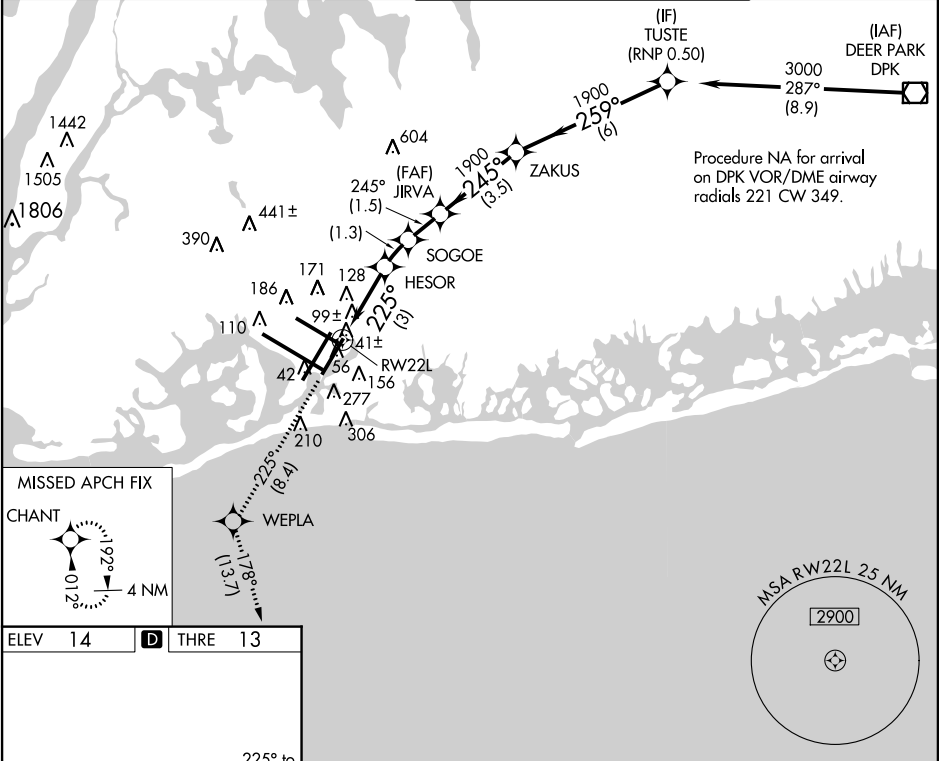 (IF)
TUSTE
(RNP 0.50)
(IAF)
DEER PARK
DPK
3000
287°
(8.9)
1900
259°
(6)
ZAKUS
Procedure NA for arrival
on DPK VOR/DME airway
radials 221 CW 349.
1442
1505
1806
604
(FAF)
JIRVA
1900
245°
(3.5)
245°
(1.5)
441±
390
(1.3)
SOGOE
HESOR
171
128
186
110
99±
225°
(3)
41±
56
RW22L
42
156
277
210
306
225°
(8.4)
WEPLA
178°
(13.7)
MISSED APCH FIX
CHANT
192°
012°
4 NM
MSA RW22L 25 NM
2900
ELEV 14 D THRE 13
225° to